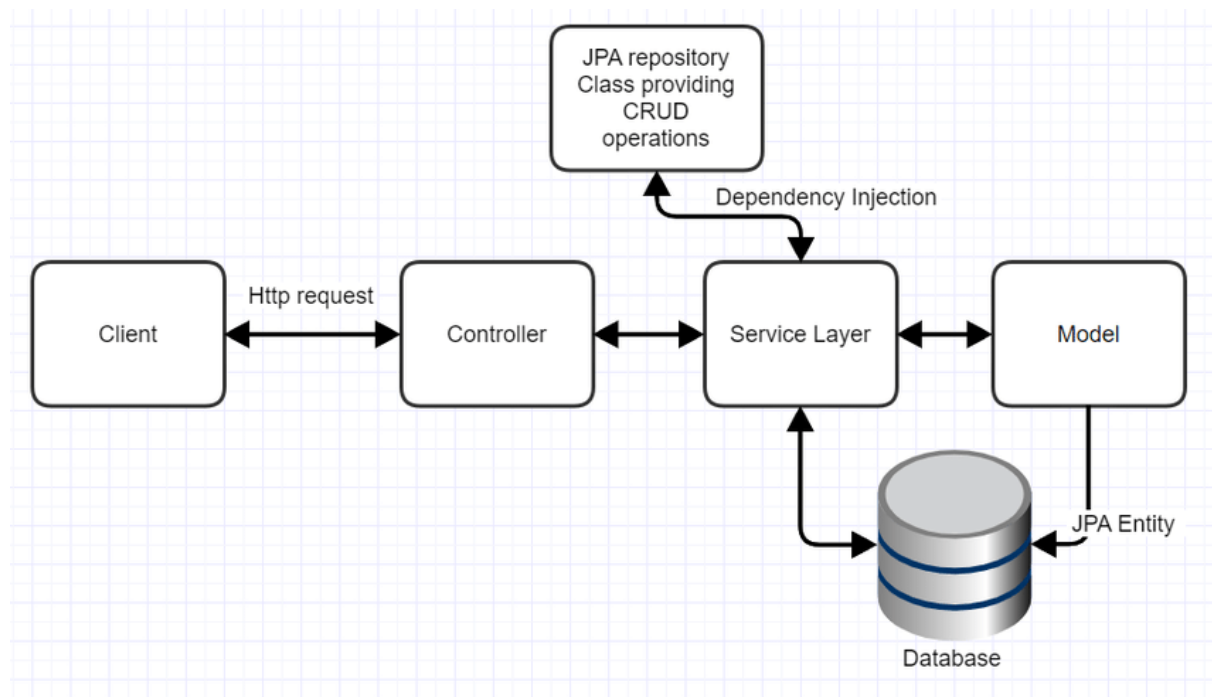 JPA repository
Class providing
CRUD
operations
Dependency Injection
Http request
Client
Controller
Service Layer
Model
JPA Entity
Database